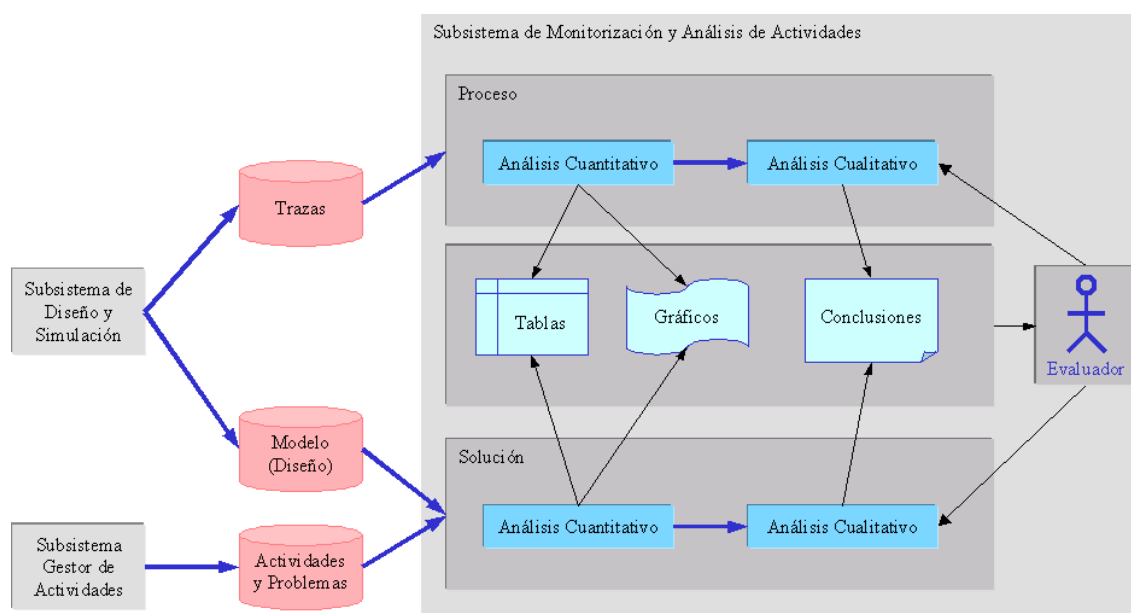 Subsistema de Monitorización y Análisis de Actividades
Proceso
Análisis Cuantitativo
Análisis Cualitativo
Trazas
Subsistema de
Diseño y
Simulación
Tablas
Gráficos
Conclusiones
Evaluador
Modelo
(Diseño)
Solución
Análisis Cuantitativo
Análisis Cualitativo
Subsistema
Gestor de
Actividades
Actividades
y Problemas